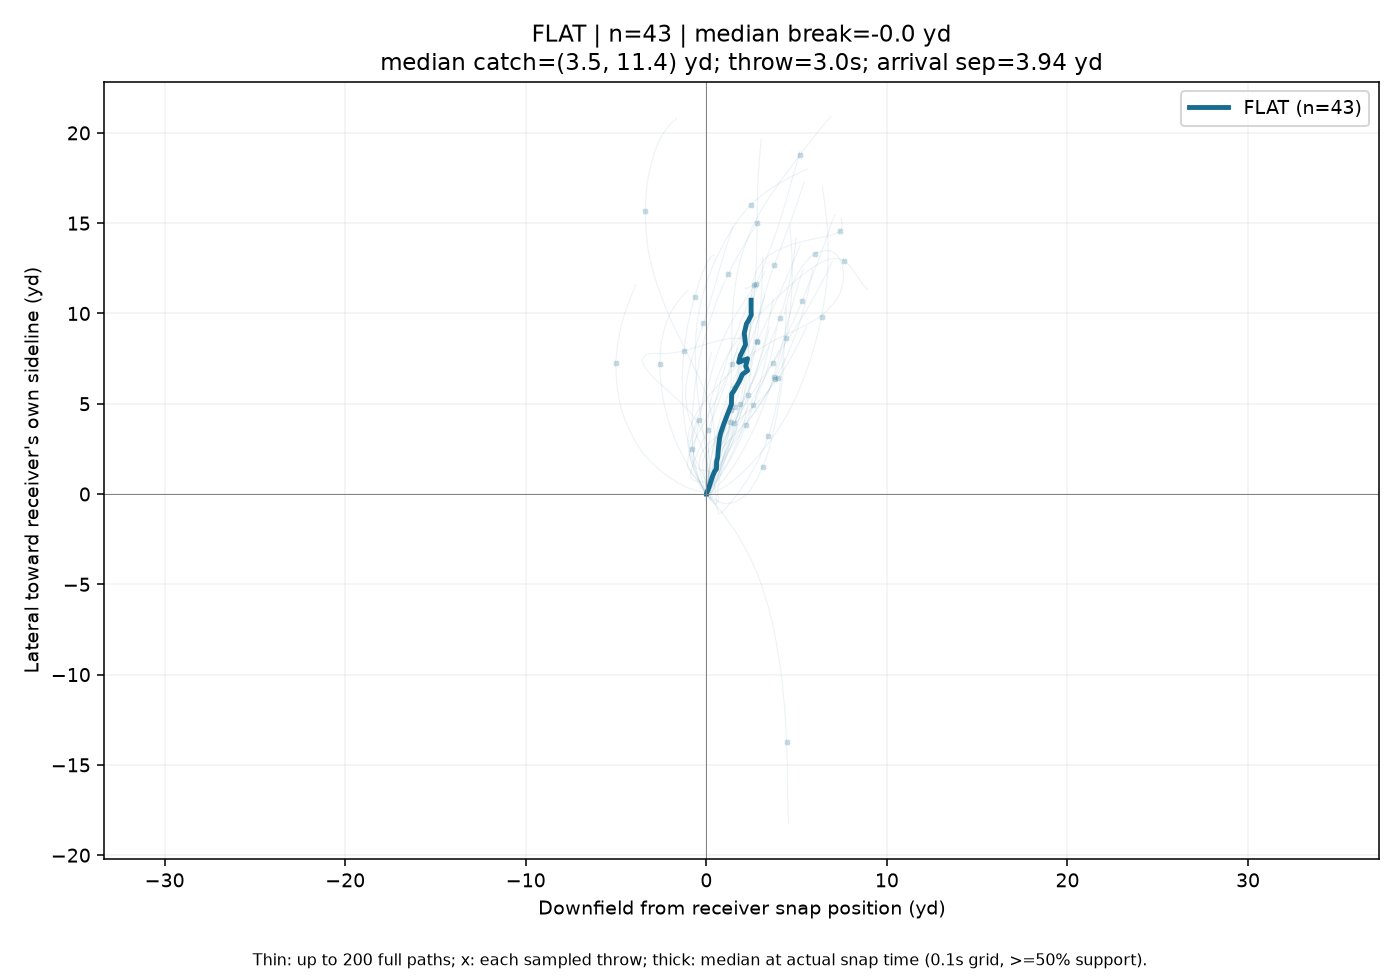 FLAT | n=43 | median break=-0.0 yd
median catch=(3.5, 11.4) yd; throw=3.0s; arrival sep=3.94 yd
FLAT (n=43)
Lateral toward receiver's own sideline (yd)
20
15
10
5
0
−5
−10
−15
−20
−30
−20
−10
0
10
20
30
Downfield from receiver snap position (yd)
Thin: up to 200 full paths; x: each sampled throw; thick: median at actual snap time (0.1s grid, >=50% support).